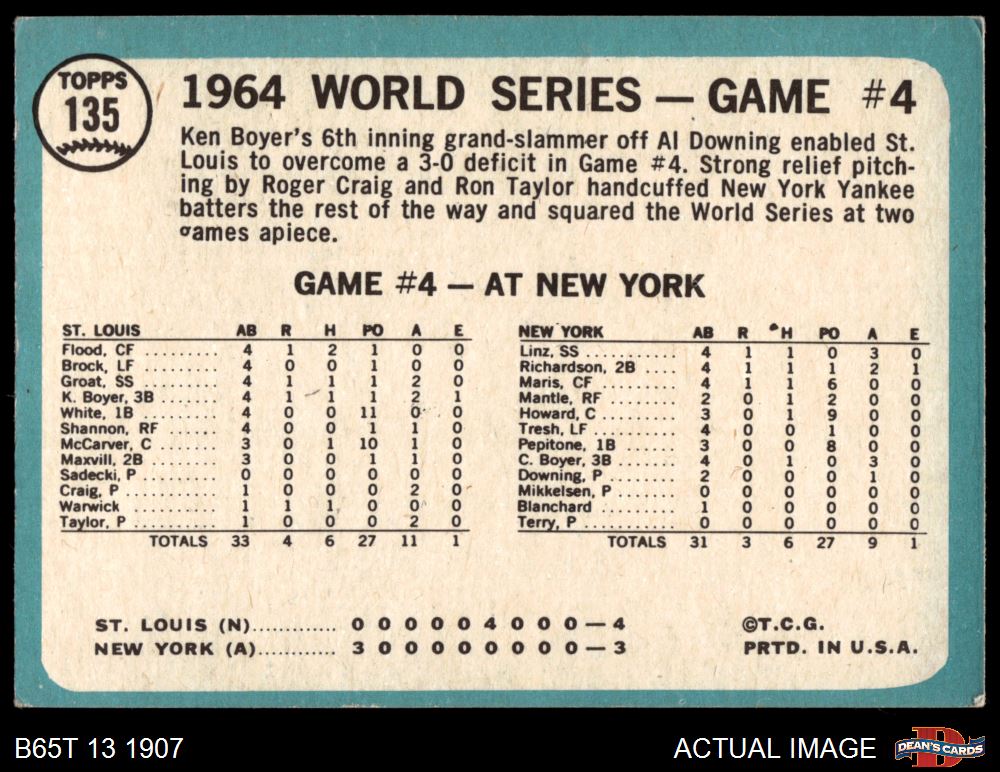 TOPPS
135
1964 WORLD SERIES — GAME #4
Ken Boyer's 6th inning grand-slammer off Al Downing enabled St.
Louis to overcome a 3-0 deficit in Game #4. Strong relief pitch-
ing by Roger Craig and Ron Taylor handcuffed New York Yankee
batters the rest of the way and squared the World Series at two
games apiece.
GAME #4 — AT NEW YORK
ST. LOUIS AB R H PO A E
Flood, CF .......... 4 1 2 1 0 0
Brock, LF .......... 4 0 0 1 0 0
Groat, SS .......... 4 1 1 1 2 0
K. Boyer, 3B ........ 4 1 1 1 2 1
White, 1B .......... 4 0 0 11 0 0
Shannon, RF ........ 4 0 0 1 1 0
McCarver, C ........ 3 0 1 10 1 0
Maxvill, 2B ......... 3 0 0 1 1 0
Sadecki, P .......... 0 0 0 0 0 0
Craig, P ............ 1 0 0 0 2 0
Warwick ............ 1 1 1 0 0 0
Taylor, P ........... 1 0 0 0 2 0
TOTALS 33 4 6 27 11 1
NEW YORK AB R H PO A E
Linz, SS ............ 4 1 1 0 3 0
Richardson, 2B .... 4 1 1 1 2 1
Maris, CF .......... 4 1 1 6 0 0
Mantle, RF ......... 2 0 1 2 0 0
Howard, C .......... 3 0 1 9 0 0
Tresh, LF ........... 4 0 0 1 0 0
Pepitone, 1B ....... 3 0 0 8 0 0
C. Boyer, 3B ........ 4 0 1 0 3 0
Downing, P ......... 2 0 0 0 1 0
Mikkelsen, P ........ 0 0 0 0 0 0
Blanchard .......... 1 0 0 0 0 0
Terry, P ............ 0 0 0 0 0 0
TOTALS 31 3 6 27 9 1
ST. LOUIS (N)............. 0 0 0 0 0 4 0 0 0 — 4
NEW YORK (A)............ 3 0 0 0 0 0 0 0 0 — 3
©T.C.G.
PRTD. IN U.S.A.
B65T 13 1907
ACTUAL IMAGE
D
DEAN'S CARDS